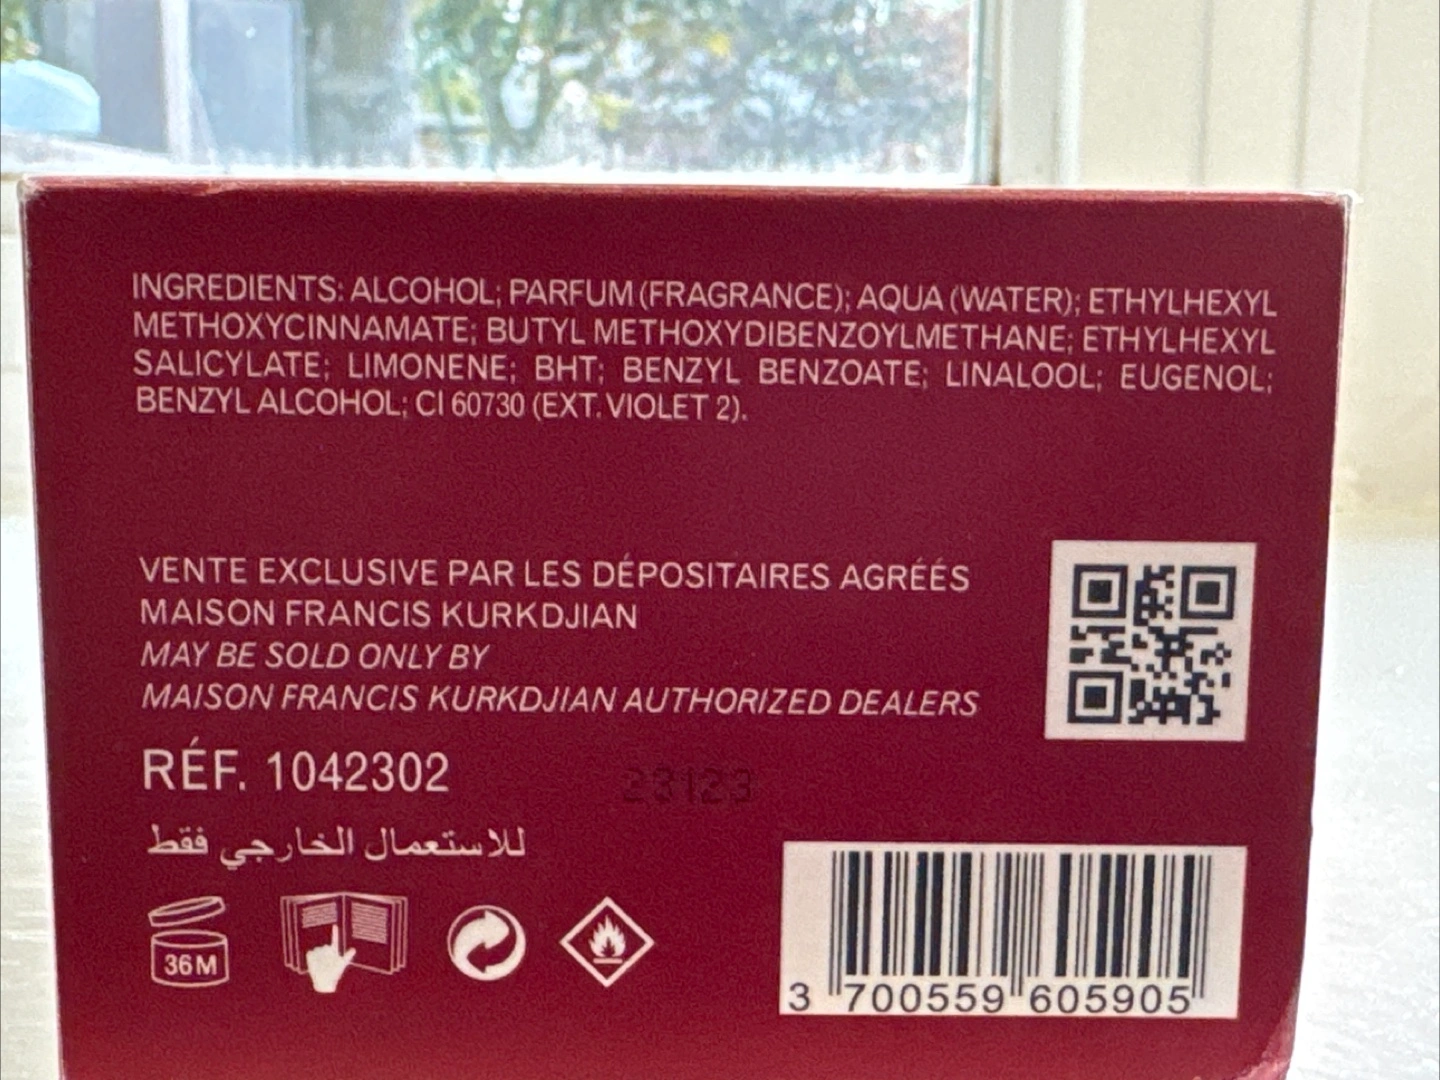 INGREDIENTS: ALCOHOL; PARFUM (FRAGRANCE); AQUA (WATER); ETHYLHEXYL
METHOXYCINNAMATE; BUTYL METHOXYDIBENZOYLMETHANE; ETHYLHEXYL
SALICYLATE; LIMONENE; BHT; BENZYL BENZOATE; LINALOOL; EUGENOL;
BENZYL ALCOHOL; CI 60730 (EXT. VIOLET 2).
VENTE EXCLUSIVE PAR LES DÉPOSITAIRES AGRÉÉS
MAISON FRANCIS KURKDJIAN
MAY BE SOLD ONLY BY
MAISON FRANCIS KURKDJIAN AUTHORIZED DEALERS
RÉF. 1042302
23123
للاستعمال الخارجي فقط
36M
3 700559 605905